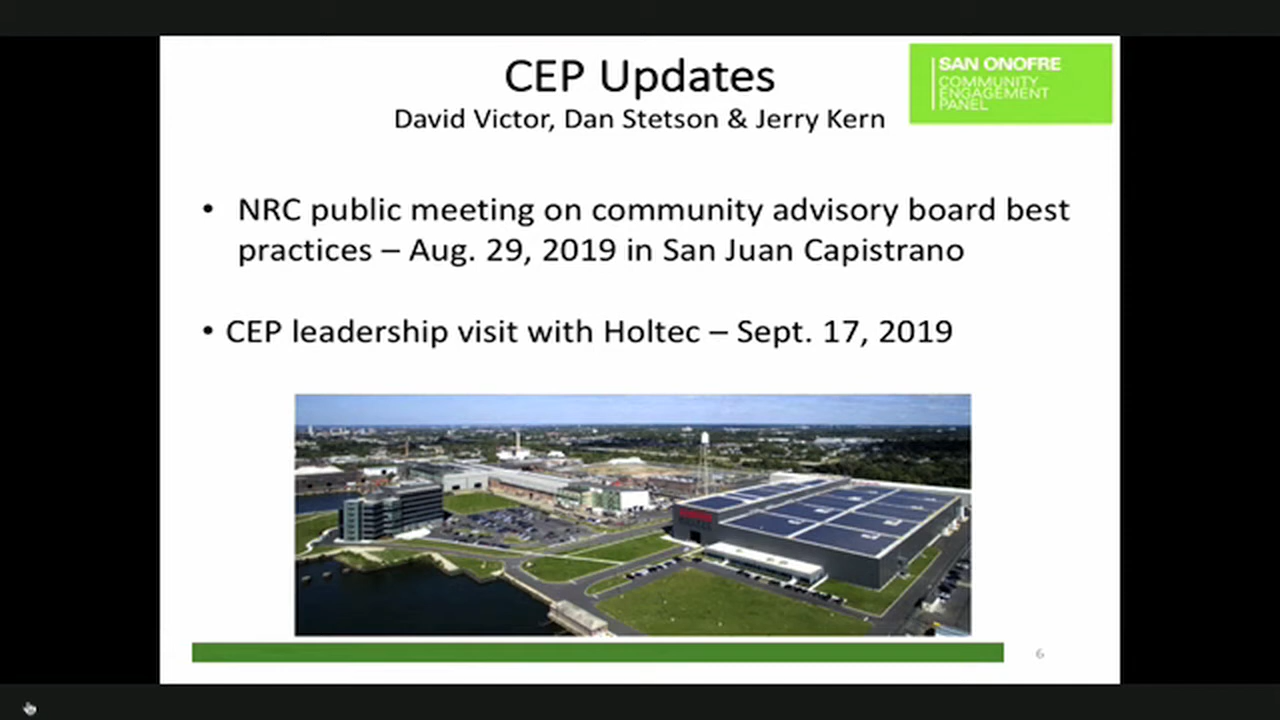 CEP Updates
David Victor, Dan Stetson & Jerry Kern
SAN ONOFRE
COMMUNITY
ENGAGEMENT
PANEL
• NRC public meeting on community advisory board best
practices – Aug. 29, 2019 in San Juan Capistrano
• CEP leadership visit with Holtec – Sept. 17, 2019
6